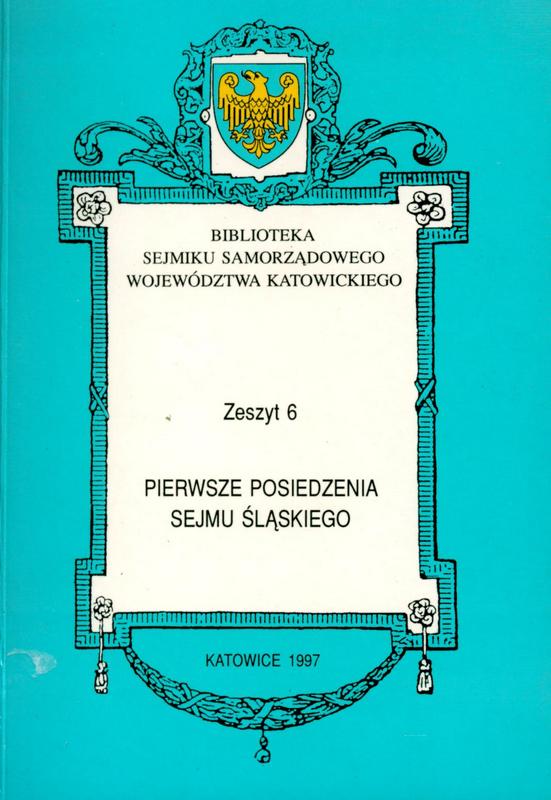 BIBLIOTEKA
SEJMIKU SAMORZĄDOWEGO
WOJEWÓDZTWA KATOWICKIEGO
Zeszyt 6
PIERWSZE POSIEDZENIA
SEJMU ŚLĄSKIEGO
KATOWICE 1997